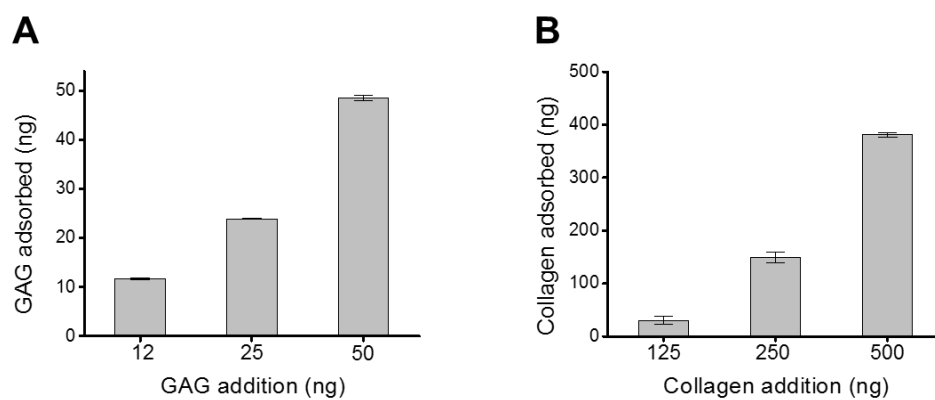 A
GAG adsorbed (ng)
50
40
30
20
10
0
12 25 50
GAG addition (ng)
B
Collagen adsorbed (ng)
500
400
300
200
100
0
125 250 500
Collagen addition (ng)